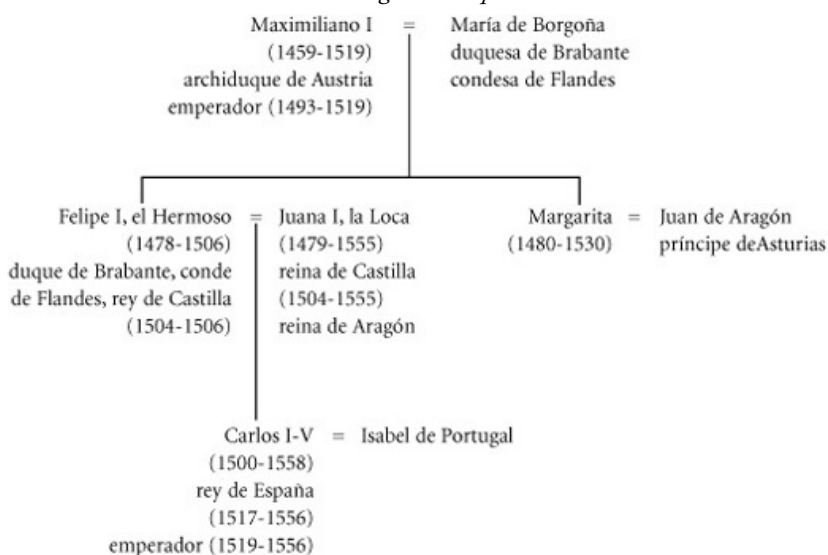 Maximiliano I = María de Borgoña
(1459-1519) duquesa de Brabante
archiduque de Austria condesa de Flandes
emperador (1493-1519)
Felipe I, el Hermoso = Juana I, la Loca
(1478-1506) (1479-1555)
duque de Brabante, conde reina de Castilla
de Flandes, rey de Castilla (1504-1555)
(1504-1506) reina de Aragón
Margarita = Juan de Aragón
(1480-1530) príncipe deAsturias
Carlos I-V = Isabel de Portugal
(1500-1558)
rey de España
(1517-1556)
emperador (1519-1556)